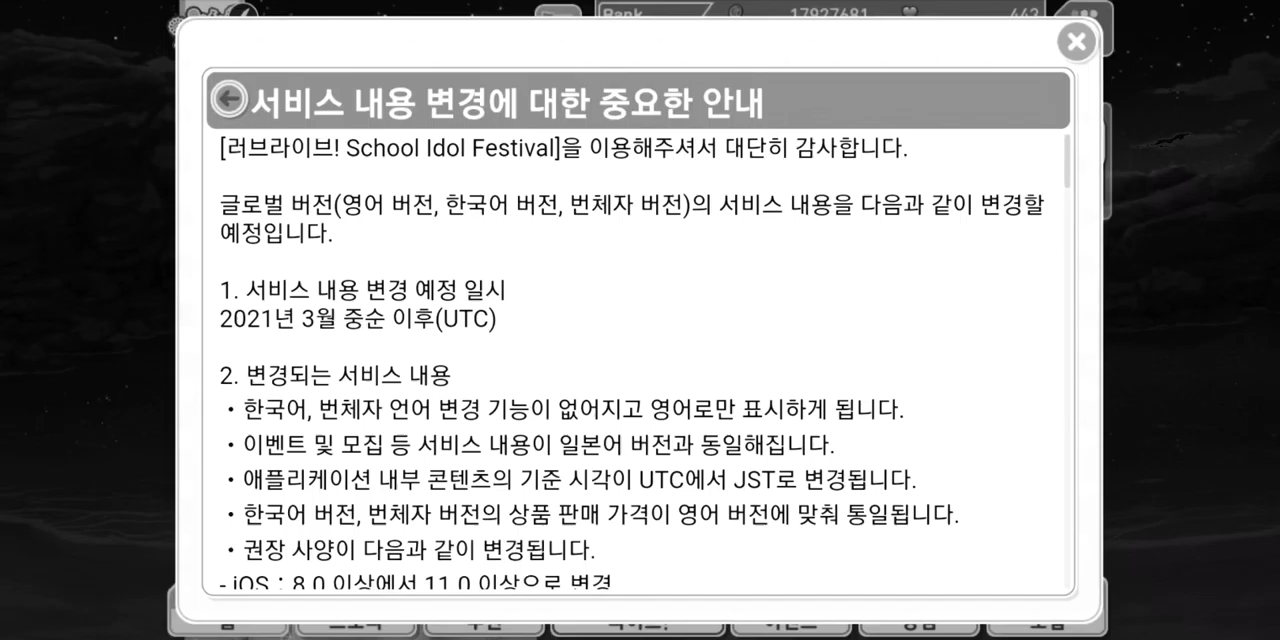 Rank
17927681
443
서비스 내용 변경에 대한 중요한 안내
[러브라이브! School Idol Festival]을 이용해주셔서 대단히 감사합니다.
글로벌 버전(영어 버전, 한국어 버전, 번체자 버전)의 서비스 내용을 다음과 같이 변경할
예정입니다.
1. 서비스 내용 변경 예정 일시
2021년 3월 중순 이후(UTC)
2. 변경되는 서비스 내용
・한국어, 번체자 언어 변경 기능이 없어지고 영어로만 표시하게 됩니다.
・이벤트 및 모집 등 서비스 내용이 일본어 버전과 동일해집니다.
・애플리케이션 내부 콘텐츠의 기준 시각이 UTC에서 JST로 변경됩니다.
・한국어 버전, 번체자 버전의 상품 판매 가격이 영어 버전에 맞춰 통일됩니다.
・권장 사양이 다음과 같이 변경됩니다.
- iOS : 8.0 이상에서 11.0 이상으로 변경